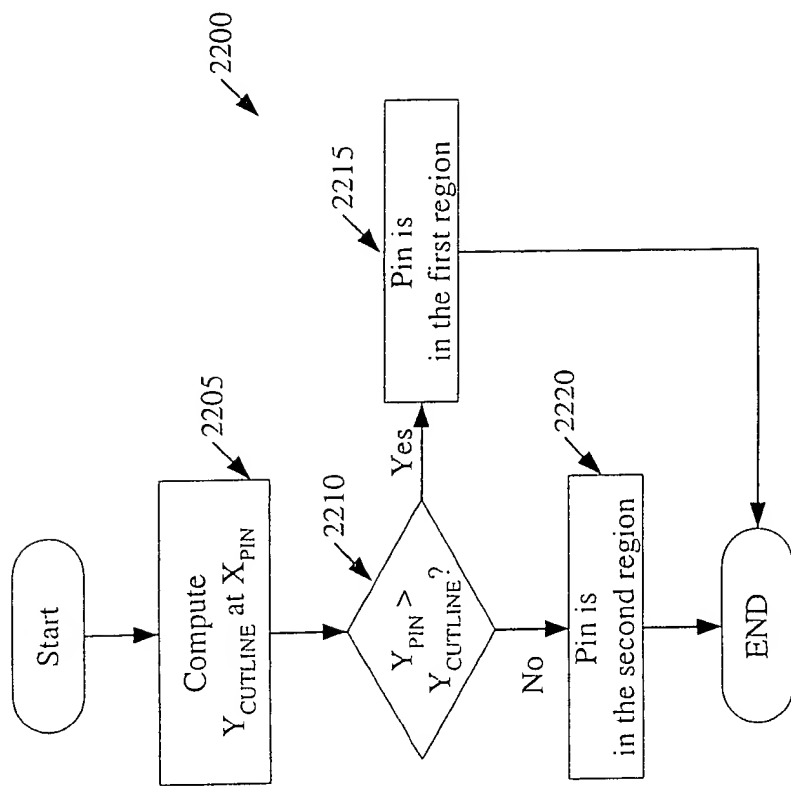 2200
Start
2205
Compute
Y_CUTLINE at X_PIN
2210
Y_PIN >
Y_CUTLINE?
Yes
2215
Pin is
in the first region
No
2220
Pin is
in the second region
END